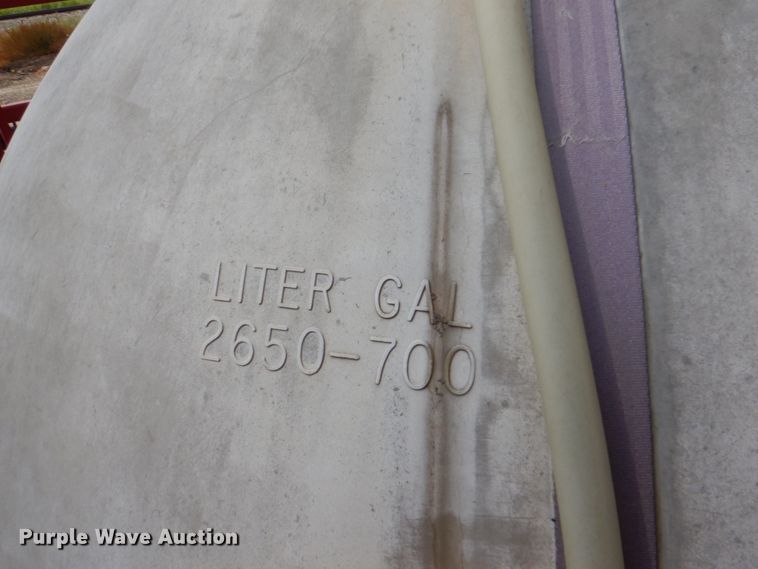 LITER GAL
2650-700
Purple Wave Auction